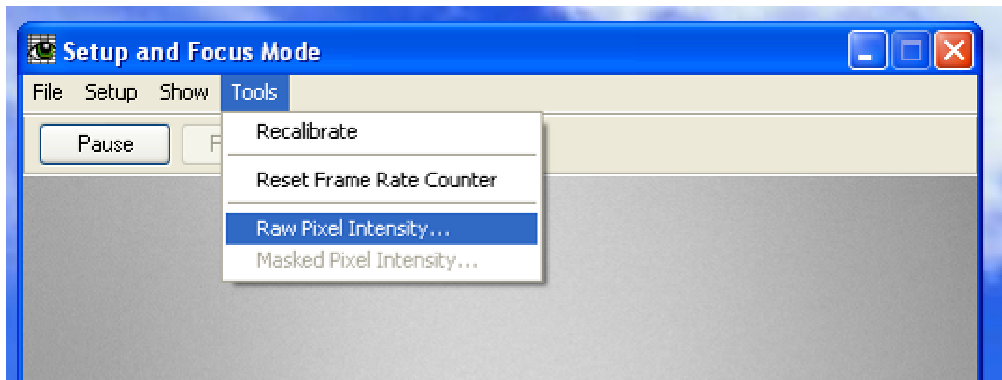 Setup and Focus Mode
File Setup Show Tools
Pause F
Recalibrate
Reset Frame Rate Counter
Raw Pixel Intensity...
Masked Pixel Intensity...